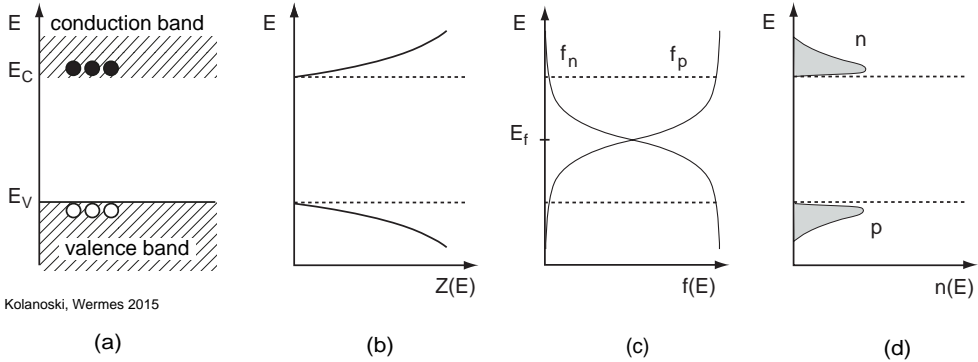 E
conduction band
E_C
E_V
valence band
Kolanoski, Wermes 2015
(a)
E
Z(E)
(b)
E
f_n
f_p
E_f
f(E)
(c)
E
n
p
n(E)
(d)